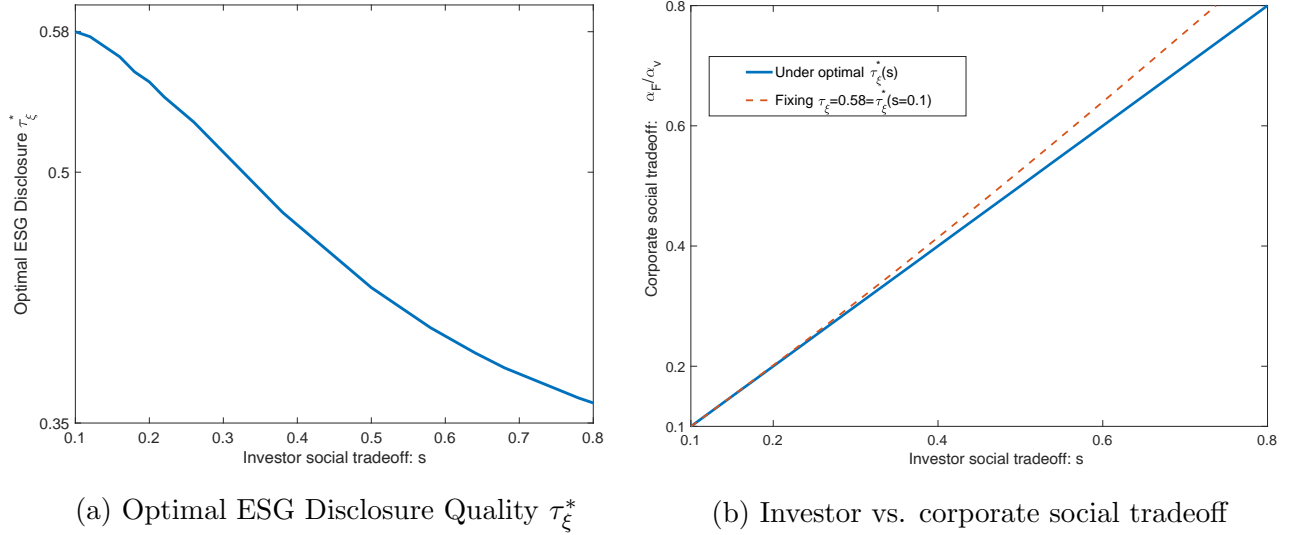 0.58
0.5
0.35
Optimal ESG Disclosure τ*ξ
0.1 0.2 0.3 0.4 0.5 0.6 0.7 0.8
Investor social tradeoff: s
(a) Optimal ESG Disclosure Quality τ*ξ
0.8
0.6
0.4
0.2
0.1
Corporate social tradeoff: αF/αv
Under optimal τ*ξ(s)
Fixing τξ=0.58=τ*ξ(s=0.1)
0.1 0.2 0.4 0.6 0.8
Investor social tradeoff: s
(b) Investor vs. corporate social tradeoff